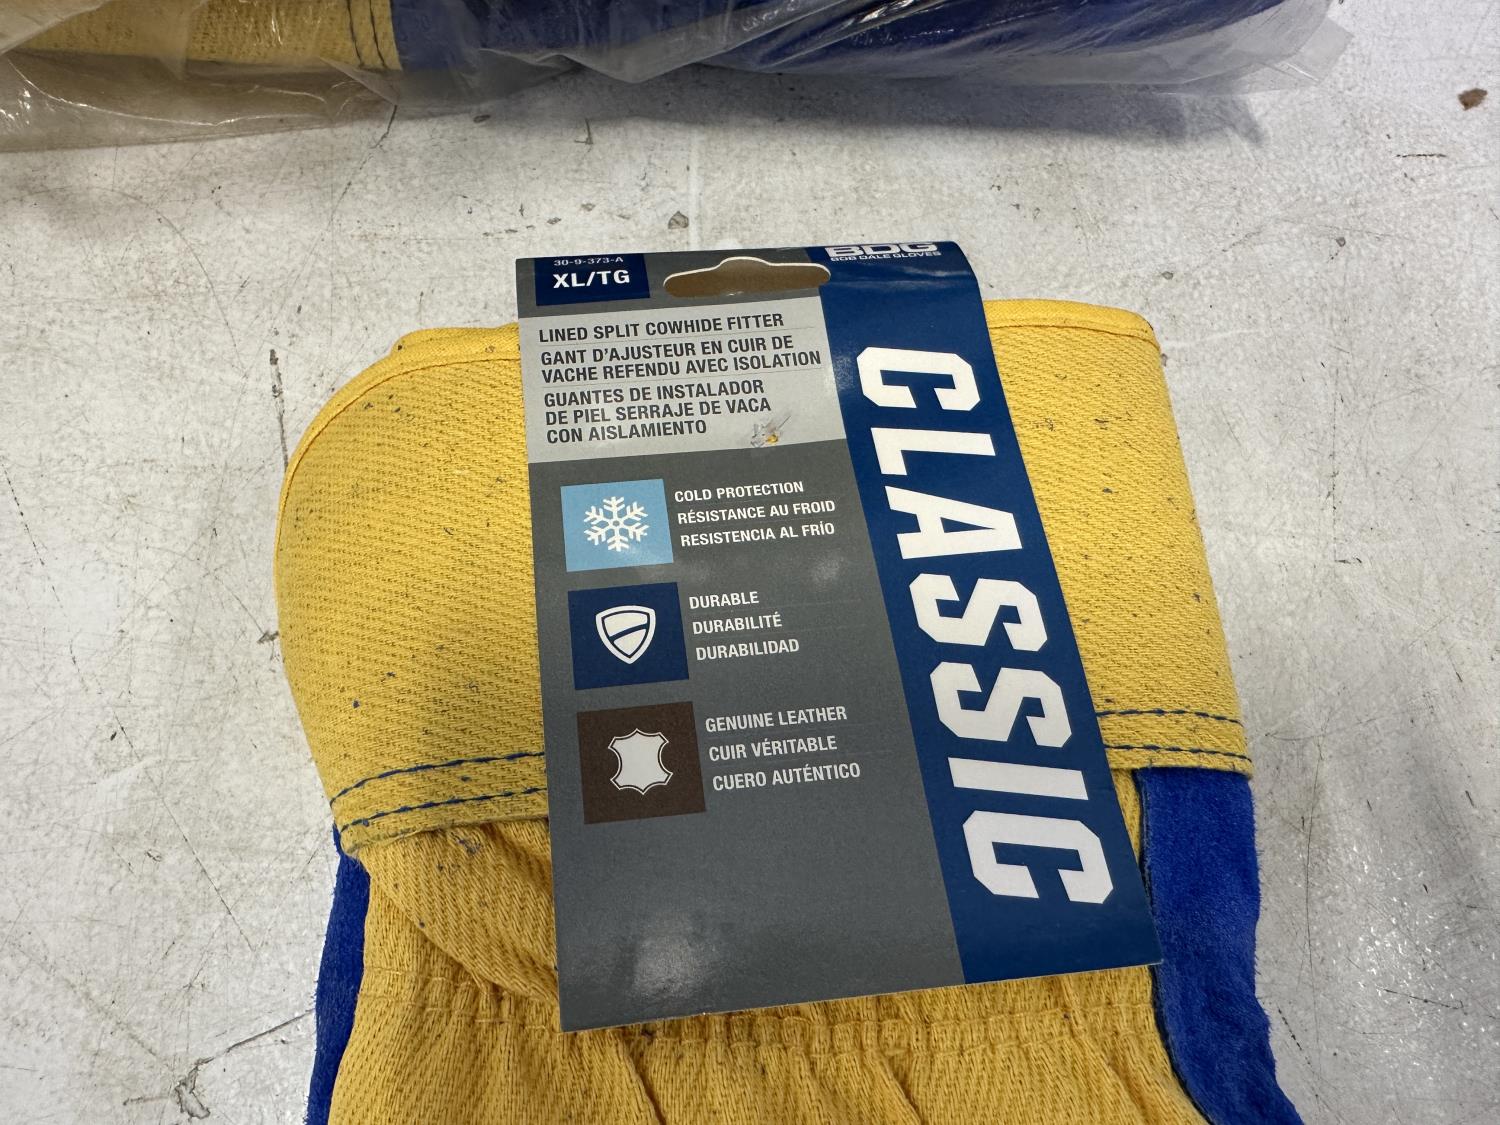 30-9-373-A
XL/TG
BDG
BOB DALE GLOVES
LINED SPLIT COWHIDE FITTER
GANT D'AJUSTEUR EN CUIR DE
VACHE REFENDU AVEC ISOLATION
GUANTES DE INSTALADOR
DE PIEL SERRAJE DE VACA
CON AISLAMIENTO
COLD PROTECTION
RÉSISTANCE AU FROID
RESISTENCIA AL FRÍO
DURABLE
DURABILITÉ
DURABILIDAD
GENUINE LEATHER
CUIR VÉRITABLE
CUERO AUTÉNTICO
CLASSIC